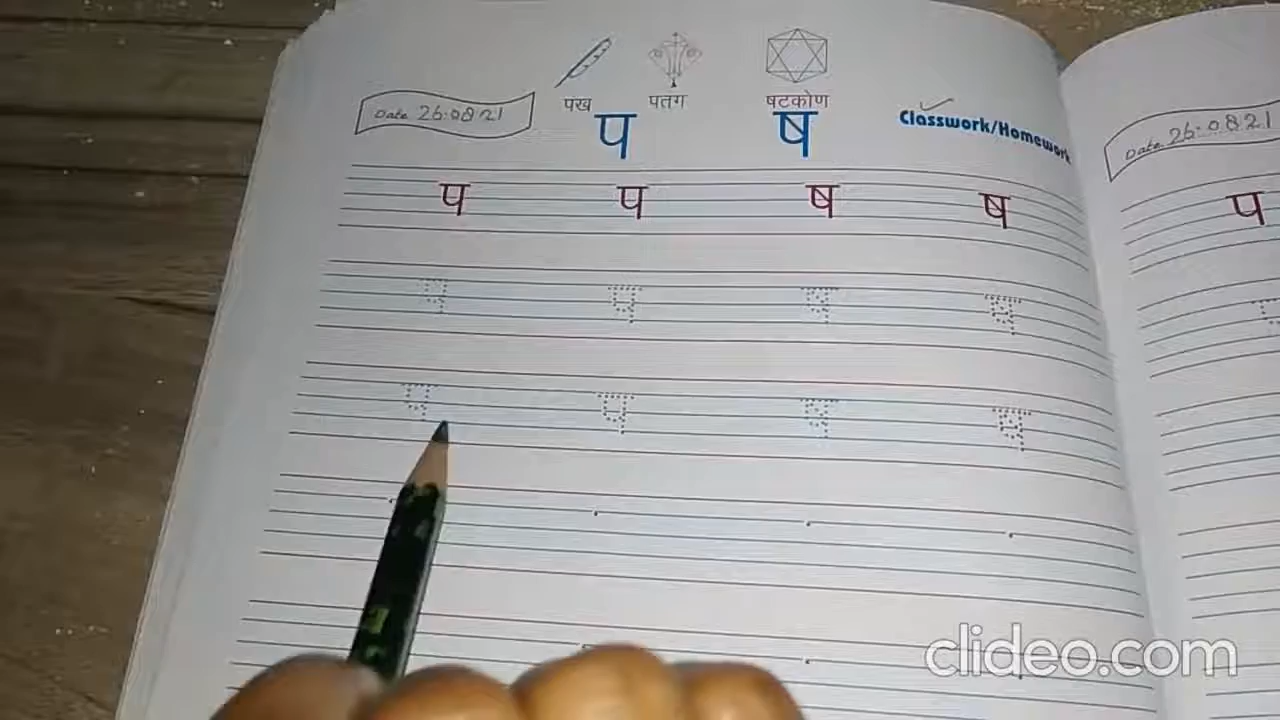 पख पतग षटकोण
Date 26.08.21 प ष Classwork/Homework Date 26.08.21
प प ष ष प
प प ष ष
प प ष ष
clideo.com